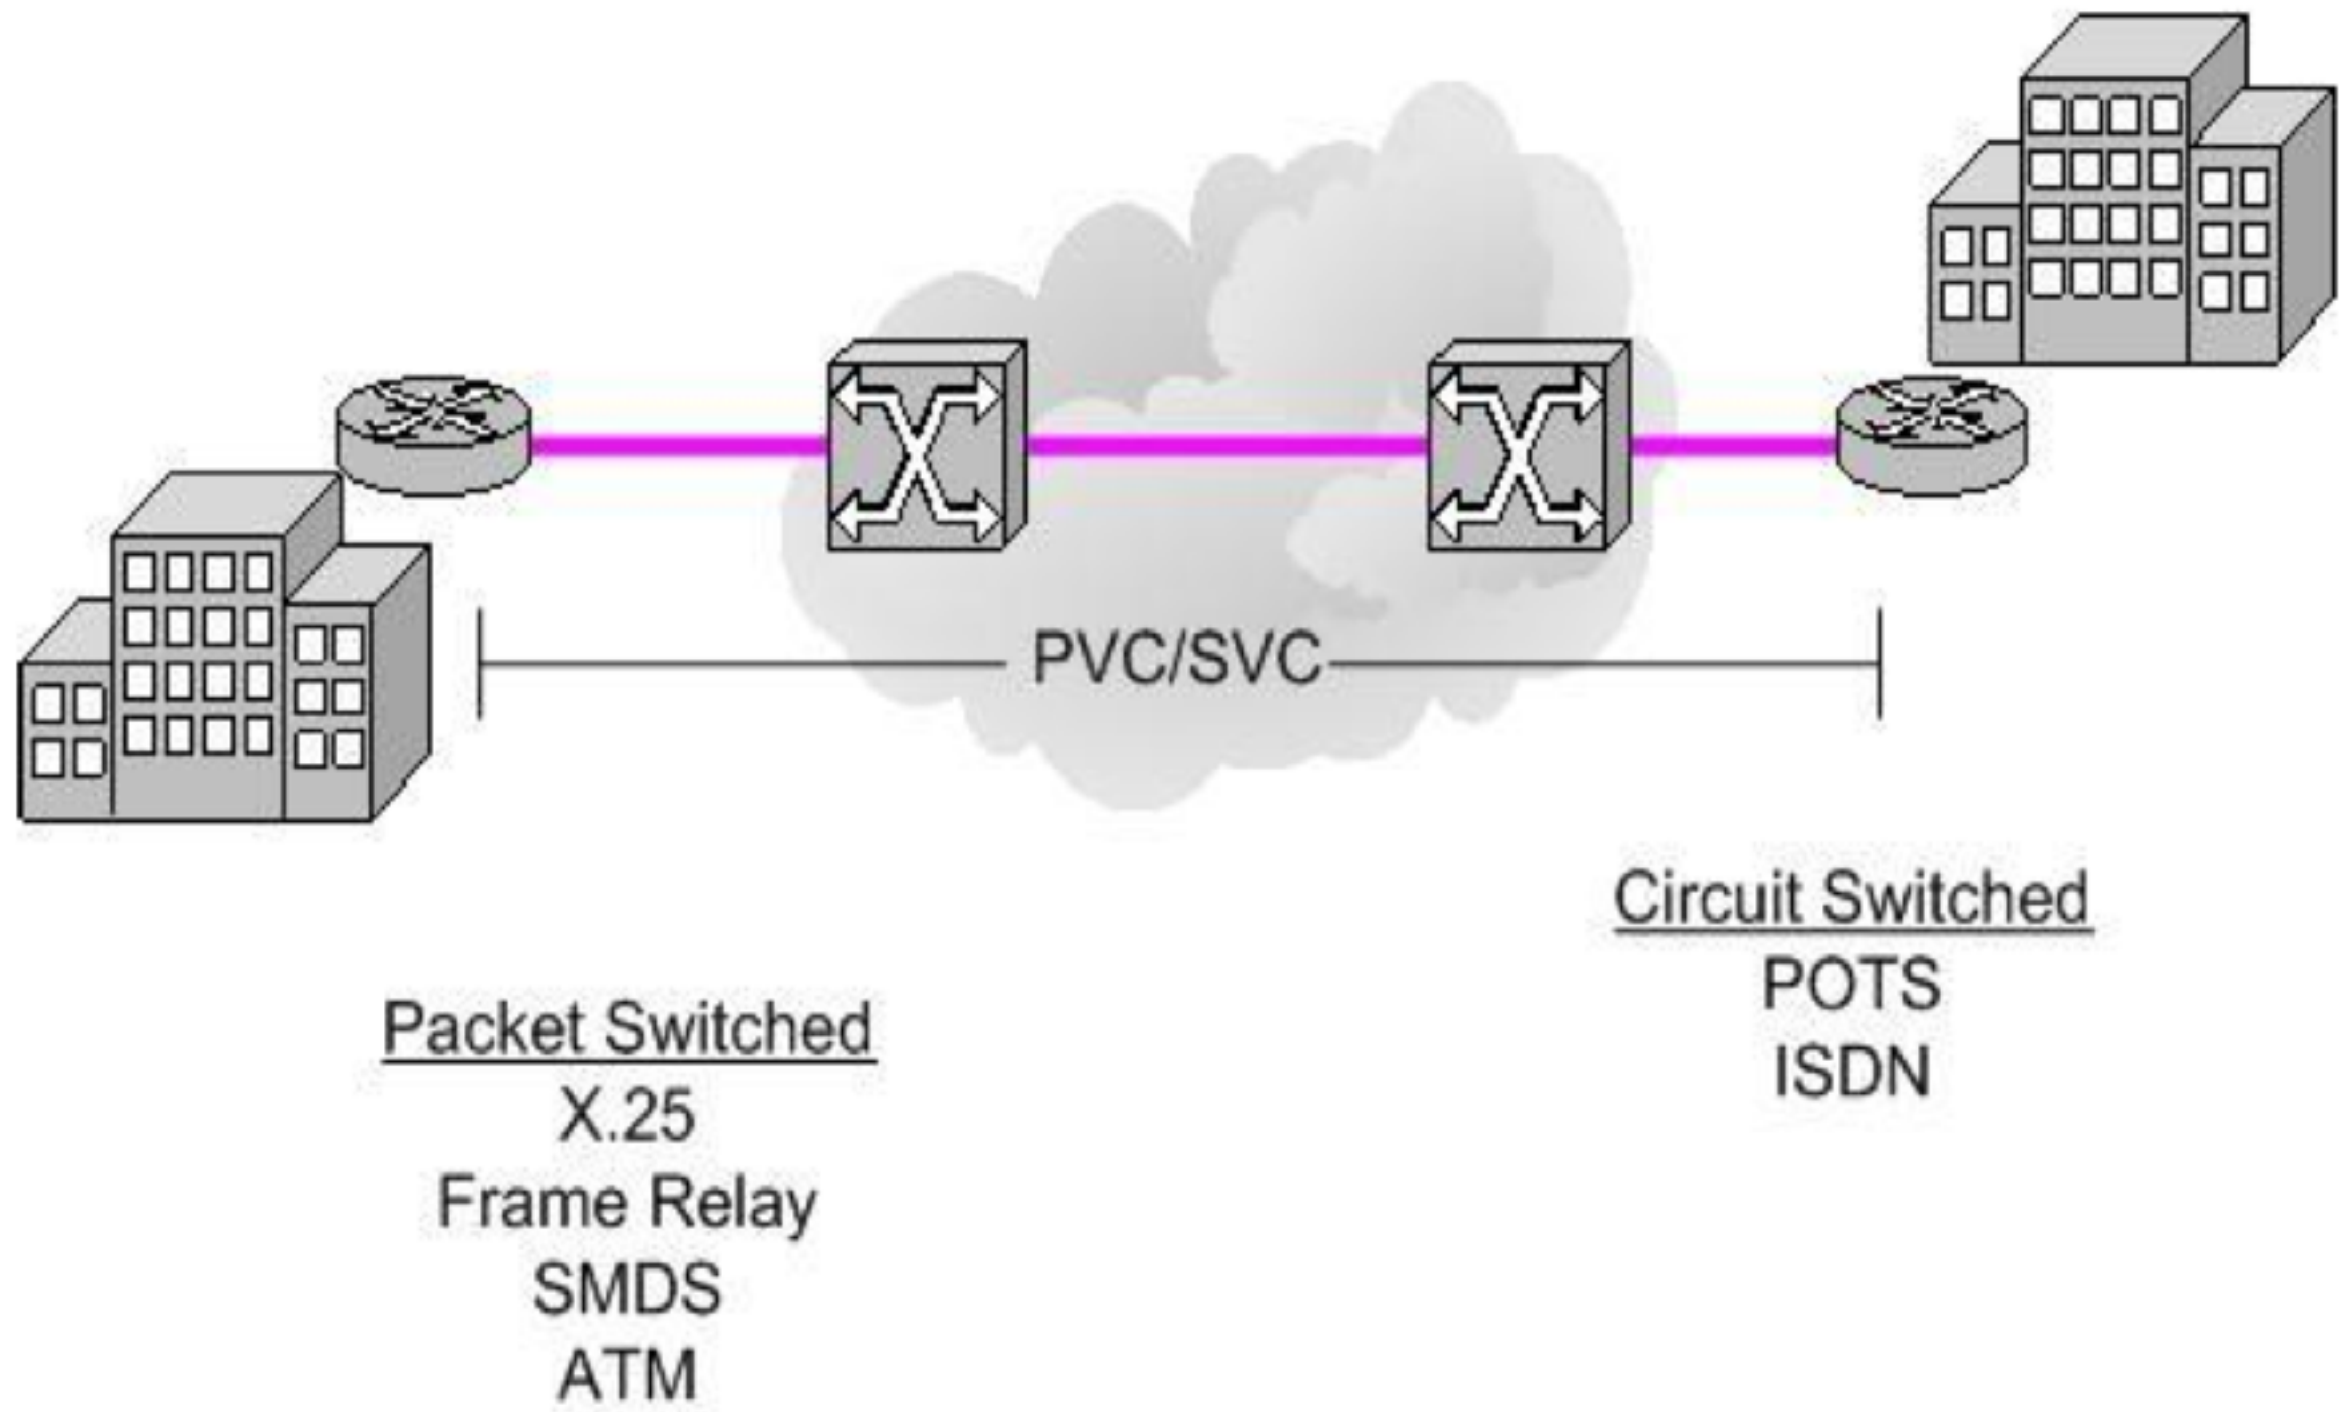 PVC/SVC
Circuit Switched
POTS
ISDN
Packet Switched
X.25
Frame Relay
SMDS
ATM